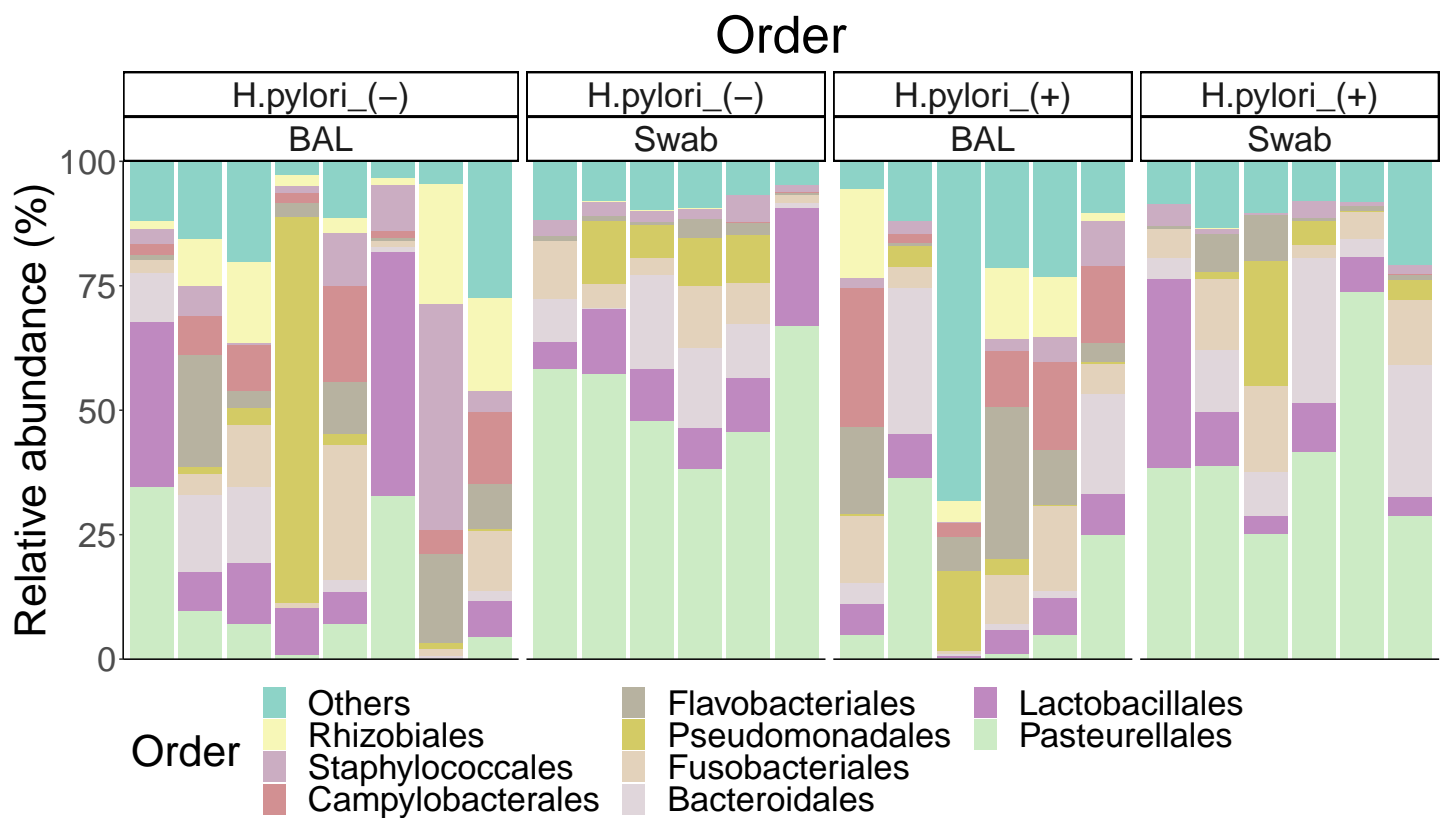 Order
H.pylori_(−) H.pylori_(−) H.pylori_(+) H.pylori_(+)
BAL Swab BAL Swab
100
75
50
25
0
Relative abundance (%)
Order
Others Flavobacteriales Lactobacillales
Rhizobiales Pseudomonadales Pasteurellales
Staphylococcales Fusobacteriales
Campylobacterales Bacteroidales